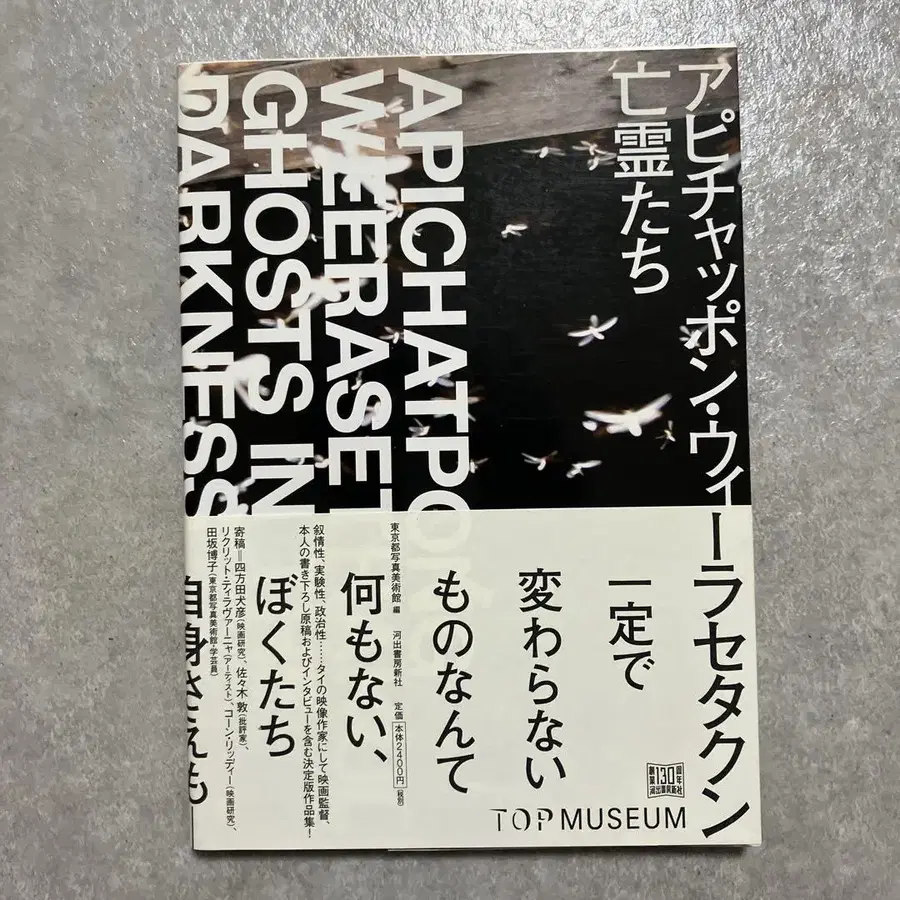 アピチャッポン・ウィーラセタクン
亡霊たち
APICHATPONG
WEERASET
GHOSTS IN
DARKNESS
一定で
変わらない
ものなんて
何もない、
ぼくたち
自身さえも
東京都写真美術館 編 河出書房新社 定価 本体2400円(税別)
叙情性、実験性、政治性……タイの映像作家にして映画監督、
本人の書き下ろし原稿およびインタビューを含む決定版作品集!
寄稿=四方田犬彦(映画研究)、佐々木敦(批評家)、
リクリット・ティラヴァーニャ(アーティスト)、コーン・リッディー(映画研究)、
田坂博子(東京都写真美術館・学芸員)
創業130周年
河出書房新社
TOP MUSEUM